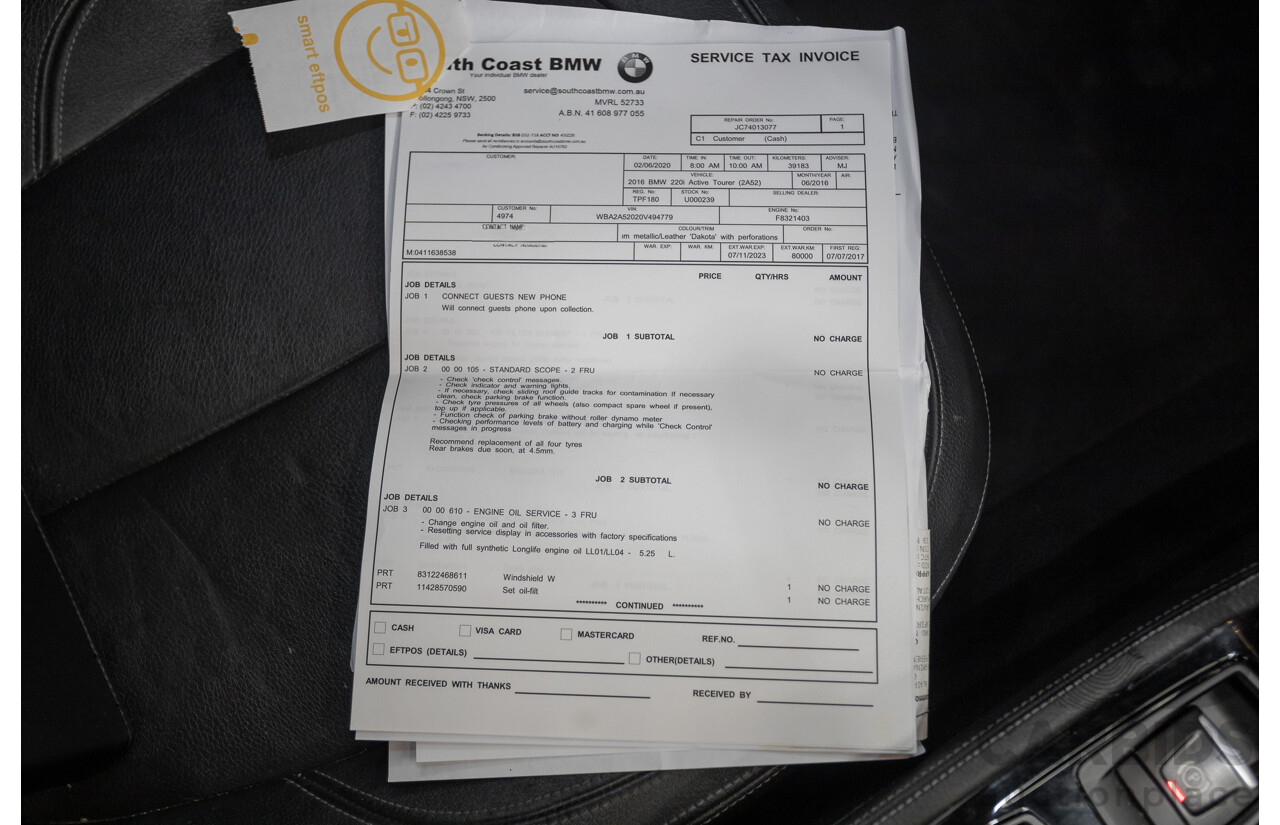 smart eftpos
th Coast BMW
Your individual BMW dealer
SERVICE TAX INVOICE
4 Crown St
ollongong, NSW, 2500
P: (02) 4243 4700
F: (02) 4225 9733
service@southcoastbmw.com.au
MVRL 52733
A.B.N. 41 608 977 055
REPAIR ORDER No:
JC74013077
PAGE:
1
C1 Customer (Cash)
CUSTOMER:
DATE: TIME IN: TIME OUT: KILOMETERS: ADVISER:
02/06/2020 8:00 AM 10:00 AM 39183 MJ
VEHICLE: MONTH/YEAR AIR:
2016 BMW 220i Active Tourer (2A52) 06/2016
REG. No: STOCK No: SELLING DEALER:
TPF180 U000239
CUSTOMER No: VIN: ENGINE No:
4974 WBA2A52020V494779 F8321403
CONTACT NAME: COLOUR/TRIM ORDER No:
im metallic/Leather 'Dakota' with perforations
WAR. EXP: WAR. KM: EXT.WAR.EXP: EXT.WAR.KM: FIRST REG:
M:0411638538 07/11/2023 80000 07/07/2017
PRICE QTY/HRS AMOUNT
JOB DETAILS
JOB 1 CONNECT GUESTS NEW PHONE
Will connect guests phone upon collection.
JOB 1 SUBTOTAL NO CHARGE
JOB DETAILS
JOB 2 00 00 105 - STANDARD SCOPE - 2 FRU NO CHARGE
- Check 'check control' messages.
- Check indicator and warning lights.
- If necessary, check sliding roof guide tracks for contamination If necessary
clean, check parking brake function.
- Check tyre pressures of all wheels (also compact spare wheel if present),
top up if applicable.
- Function check of parking brake without roller dynamo meter
- Checking performance levels of battery and charging while 'Check Control'
messages in progress
Recommend replacement of all four tyres
Rear brakes due soon, at 4.5mm.
JOB 2 SUBTOTAL NO CHARGE
JOB DETAILS
JOB 3 00 00 610 - ENGINE OIL SERVICE - 3 FRU NO CHARGE
- Change engine oil and oil filter.
- Resetting service display in accessories with factory specifications
Filled with full synthetic Longlife engine oil LL01/LL04 - 5.25 L.
PRT 83122468611 Windshield W 1 NO CHARGE
PRT 11428570590 Set oil-filt 1 NO CHARGE
********** CONTINUED **********
CASH VISA CARD MASTERCARD REF.NO.
EFTPOS (DETAILS) OTHER(DETAILS)
AMOUNT RECEIVED WITH THANKS RECEIVED BY